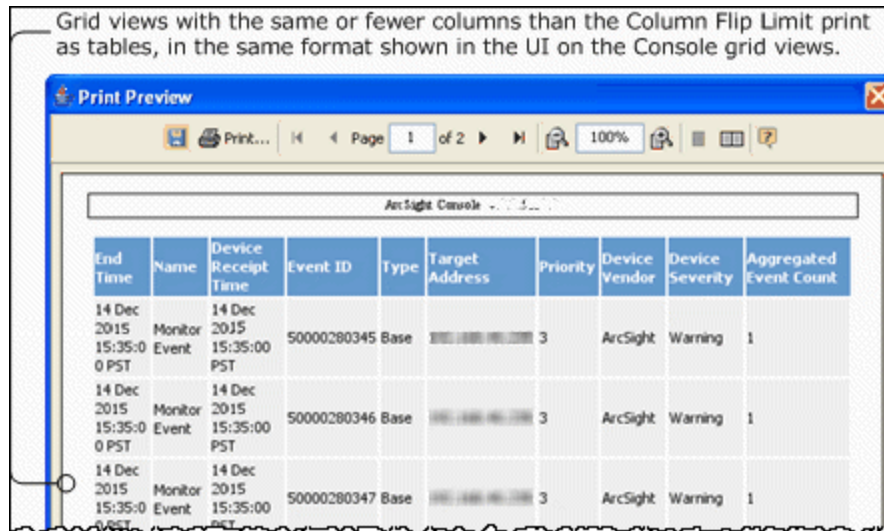 Grid views with the same or fewer columns than the Column Flip Limit print
as tables, in the same format shown in the UI on the Console grid views.
Print Preview
Print... Page 1 of 2 100%
ArcSight Console
End Time Name Device Receipt Time Event ID Type Target Address Priority Device Vendor Device Severity Aggregated Event Count
14 Dec 2015 15:35:00 PST Monitor Event 14 Dec 2015 15:35:00 PST 50000280345 Base 3 ArcSight Warning 1
14 Dec 2015 15:35:00 PST Monitor Event 14 Dec 2015 15:35:00 PST 50000280346 Base 3 ArcSight Warning 1
14 Dec 2015 15:35:00 PST Monitor Event 14 Dec 2015 15:35:00 PST 50000280347 Base 3 ArcSight Warning 1